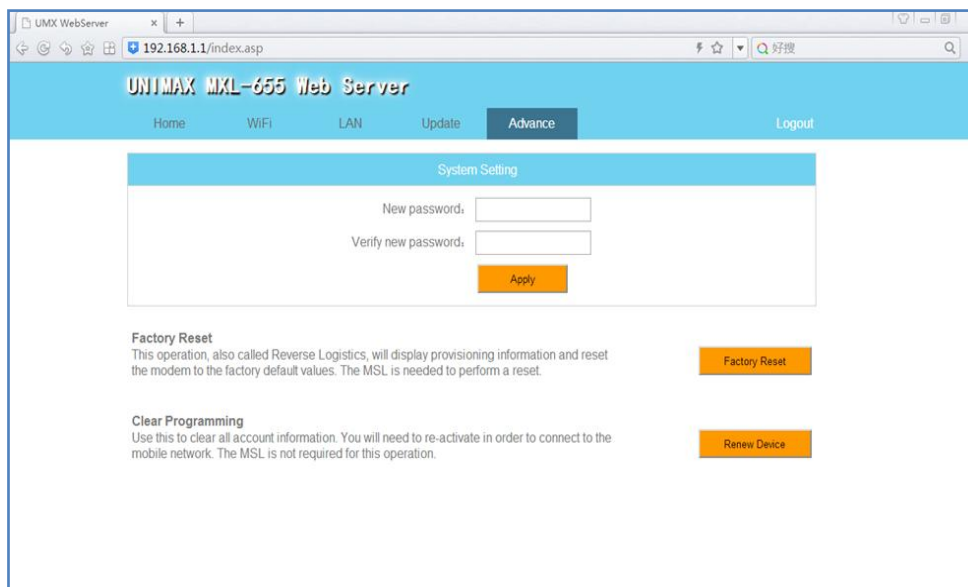 UMX WebServer
192.168.1.1/index.asp
好搜
UNIMAX MXL-655 Web Server
Home WiFi LAN Update Advance Logout
System Setting
New password:
Verify new password:
Apply
Factory Reset
This operation, also called Reverse Logistics, will display provisioning information and reset
the modem to the factory default values. The MSL is needed to perform a reset.
Factory Reset
Clear Programming
Use this to clear all account information. You will need to re-activate in order to connect to the
mobile network. The MSL is not required for this operation.
Renew Device